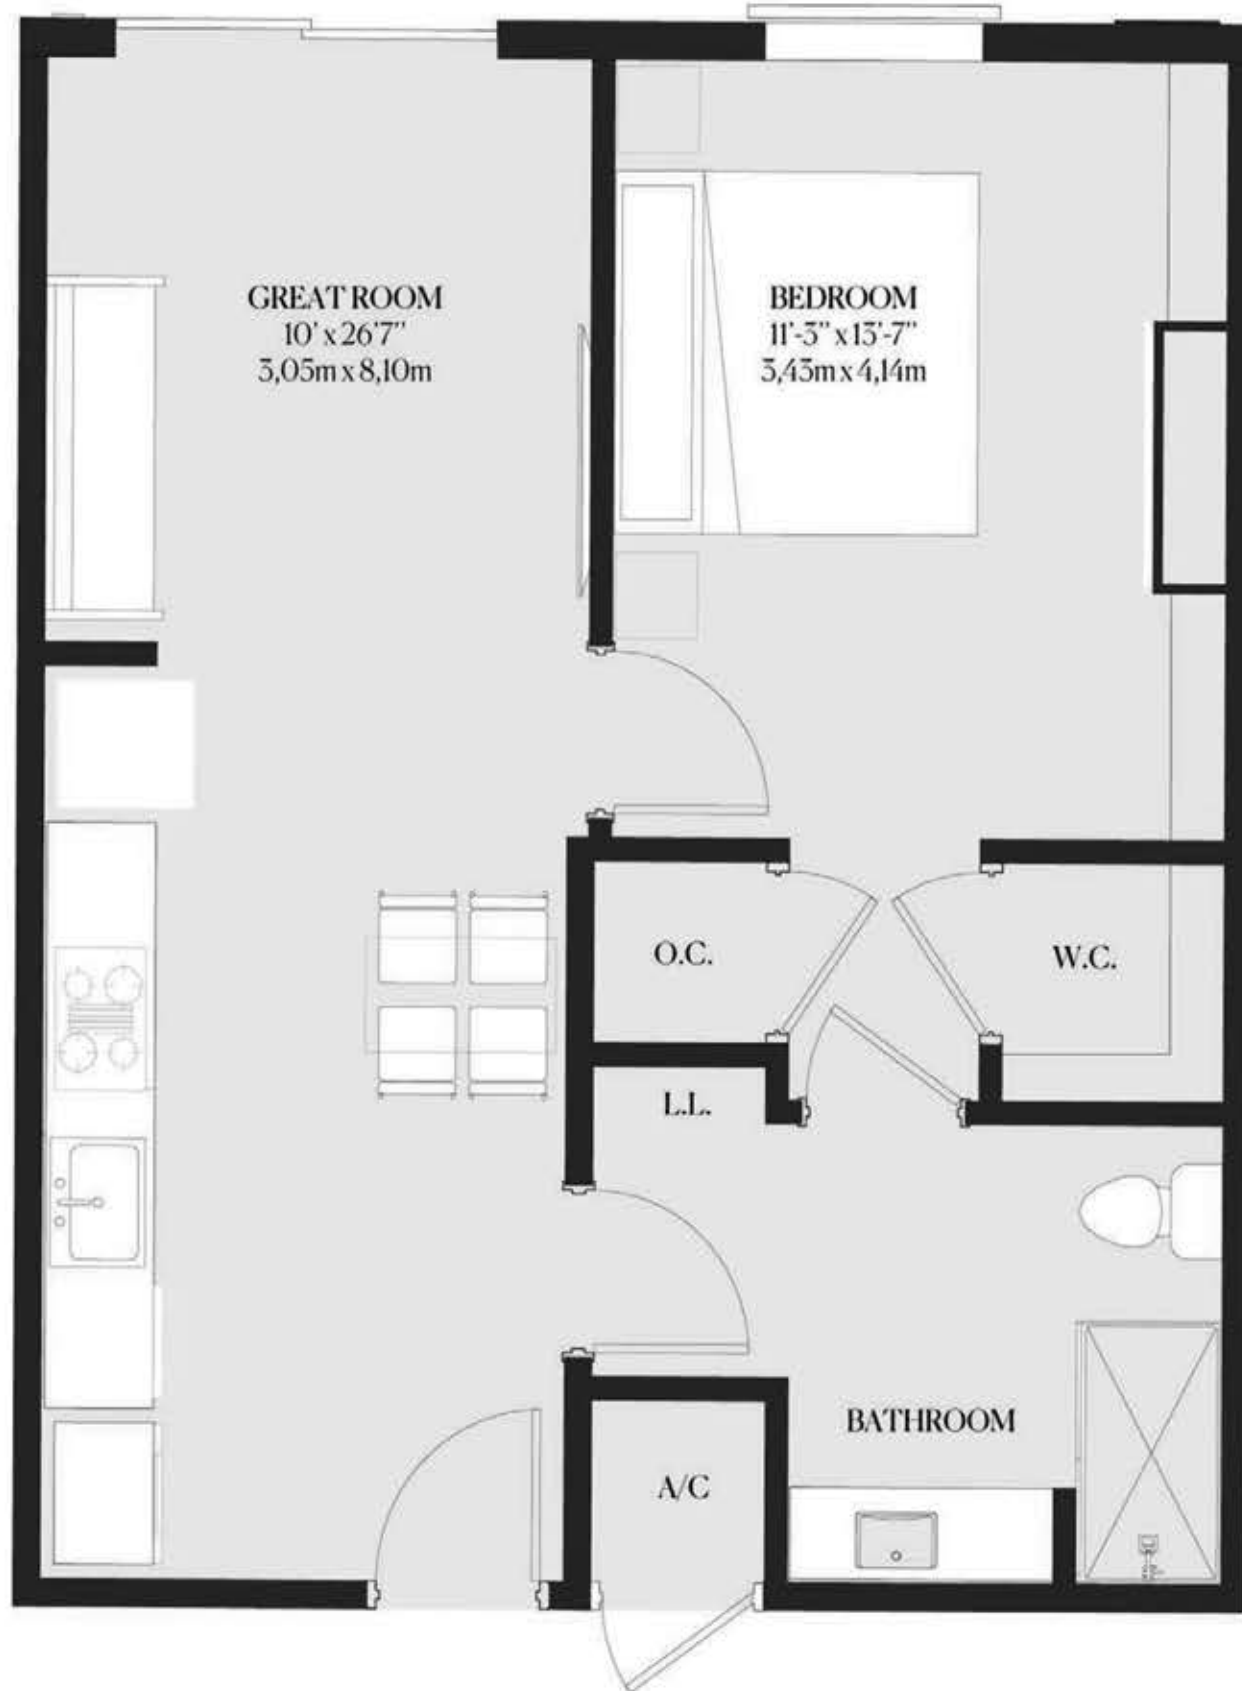 GREAT ROOM
10' x 26'7''
3,05m x 8,10m
BEDROOM
11'-3'' x 13'-7''
3,43m x 4,14m
O.C.
W.C.
L.L.
BATHROOM
A/C